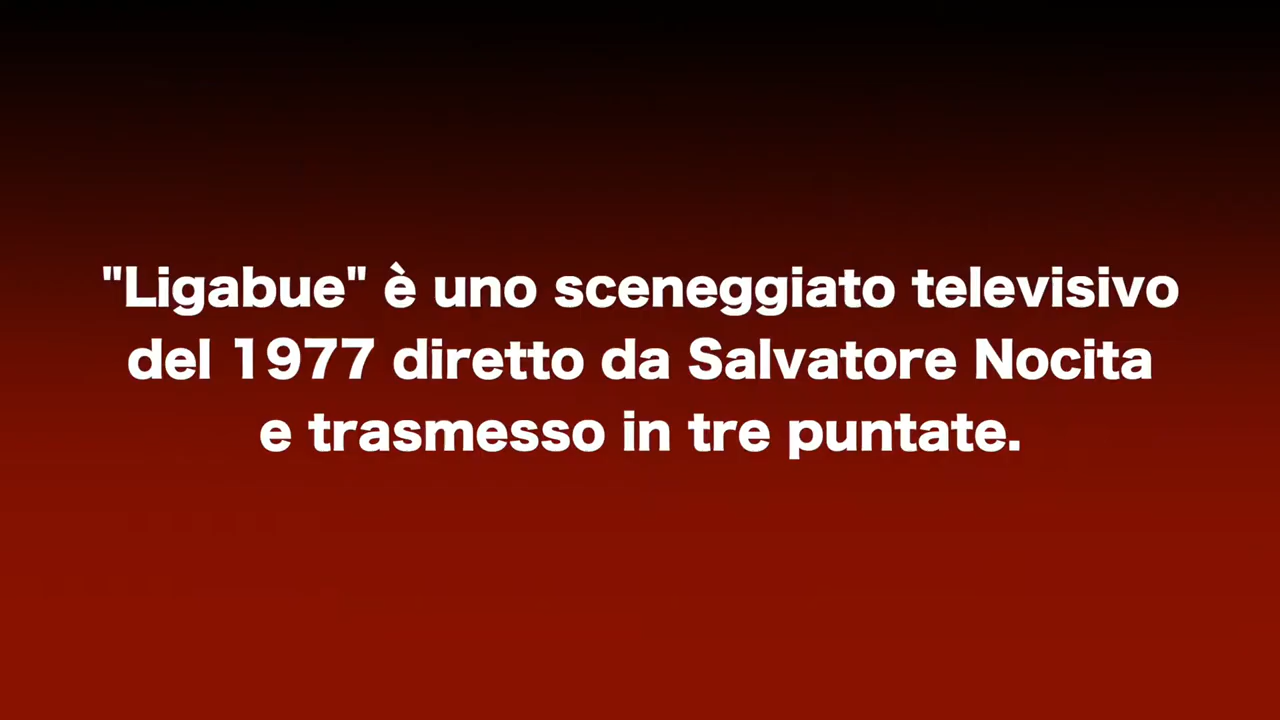 "Ligabue" è uno sceneggiato televisivo
del 1977 diretto da Salvatore Nocita
e trasmesso in tre puntate.